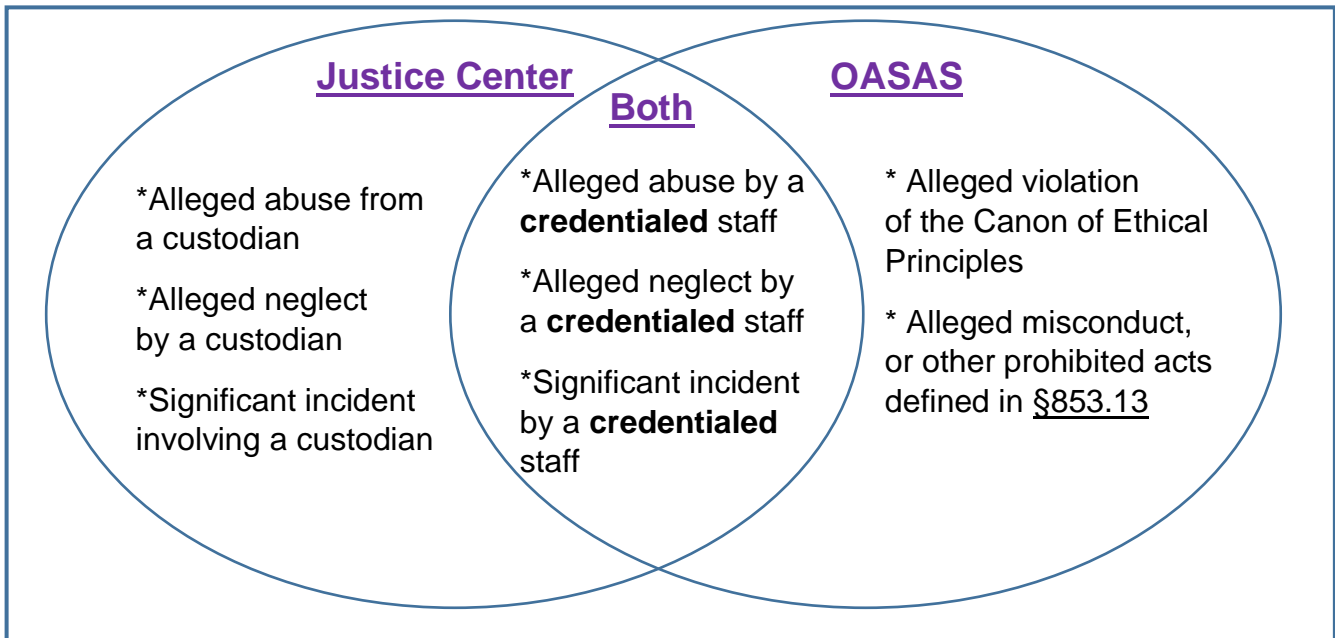 Justice Center
*Alleged abuse from
a custodian
*Alleged neglect
by a custodian
*Significant incident
involving a custodian
Both
*Alleged abuse by a
credentialed staff
*Alleged neglect by
a credentialed staff
*Significant incident
by a credentialed
staff
OASAS
* Alleged violation
of the Canon of Ethical
Principles
* Alleged misconduct,
or other prohibited acts
defined in §853.13